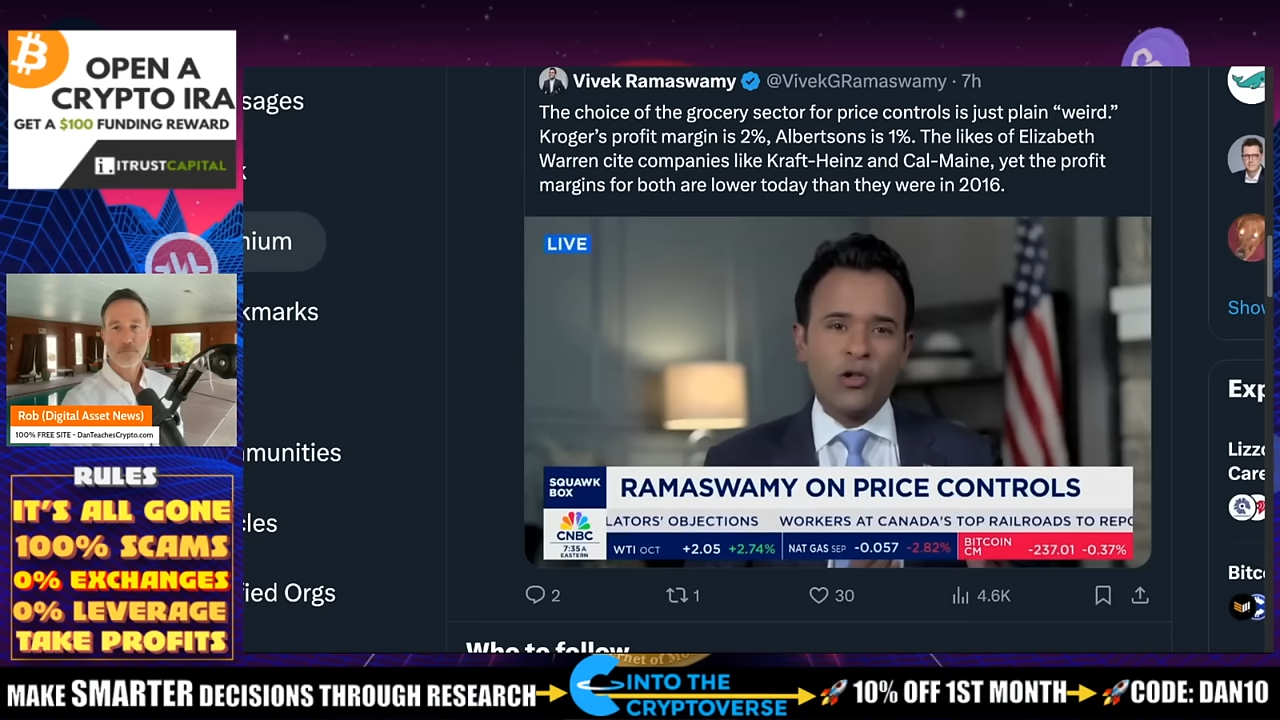 OPEN A
CRYPTO IRA
GET A $100 FUNDING REWARD
ITRUSTCAPITAL
Rob (Digital Asset News)
100% FREE SITE - DanTeachesCrypto.com
RULES
IT'S ALL GONE
100% SCAMS
0% EXCHANGES
0% LEVERAGE
TAKE PROFITS
sages
nium
kmarks
munities
cles
fied Orgs
Vivek Ramaswamy @VivekGRamaswamy · 7h
The choice of the grocery sector for price controls is just plain “weird.”
Kroger’s profit margin is 2%, Albertsons is 1%. The likes of Elizabeth
Warren cite companies like Kraft-Heinz and Cal-Maine, yet the profit
margins for both are lower today than they were in 2016.
LIVE
SQUAWK
BOX
RAMASWAMY ON PRICE CONTROLS
LATORS' OBJECTIONS WORKERS AT CANADA'S TOP RAILROADS TO REPO
CNBC
7:35 A
EASTERN
WTI OCT +2.05 +2.74%
NAT GAS SEP -0.057 -2.82%
BITCOIN
CM
-237.01 -0.37%
2
1
30
4.6K
Who to follow
Show
Exp
Lizzo
Care
Bitc
MAKE SMARTER DECISIONS THROUGH RESEARCH
INTO THE
CRYPTOVERSE
10% OFF 1ST MONTH
CODE: DAN10